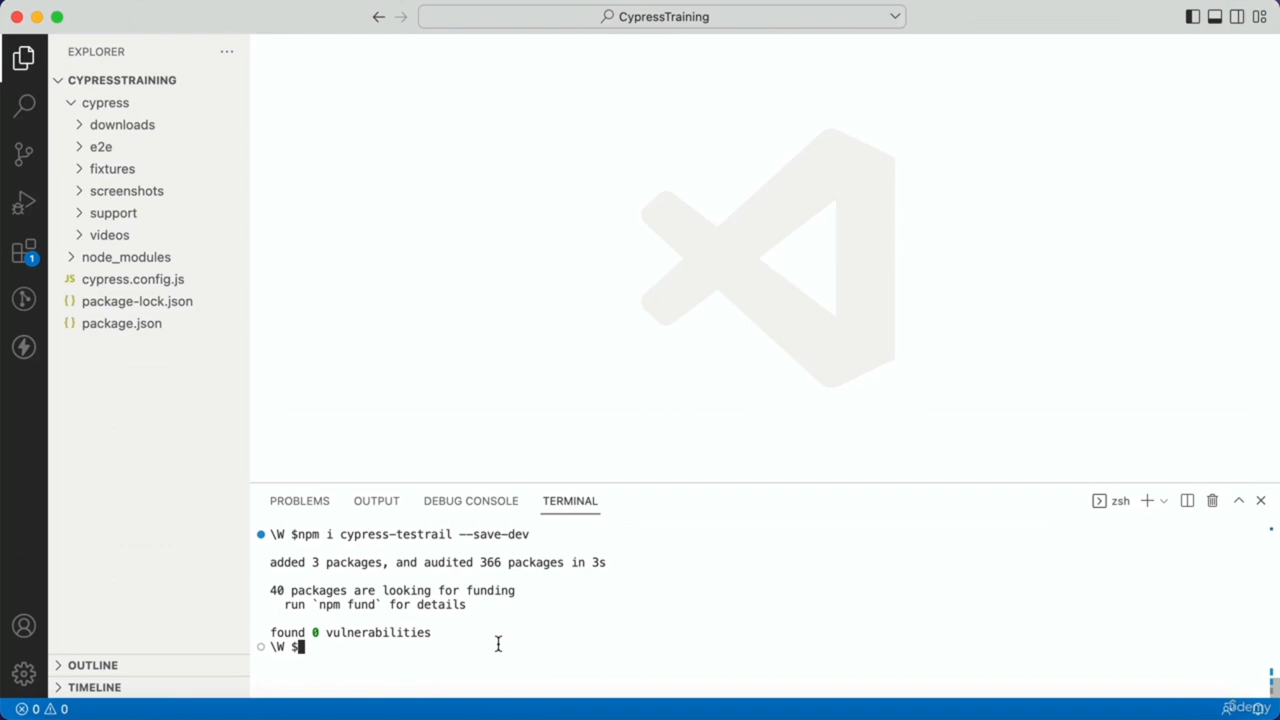 CypressTraining
EXPLORER
CYPRESSTRAINING
cypress
downloads
e2e
fixtures
screenshots
support
videos
node_modules
JS cypress.config.js
{} package-lock.json
{} package.json
1
OUTLINE
TIMELINE
PROBLEMS OUTPUT DEBUG CONSOLE TERMINAL
zsh
\W $npm i cypress-testrail --save-dev
added 3 packages, and audited 366 packages in 3s
40 packages are looking for funding
run `npm fund` for details
found 0 vulnerabilities
\W $
0 0
ûdemy